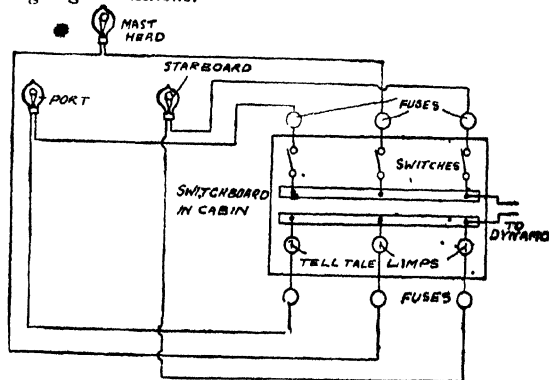 MAST
HEAD
STARBOARD
PORT
FUSES
SWITCHES
SWITCHBOARD
IN CABIN
TO
DYNAMO
TELL TALE LIMPS
FUSES